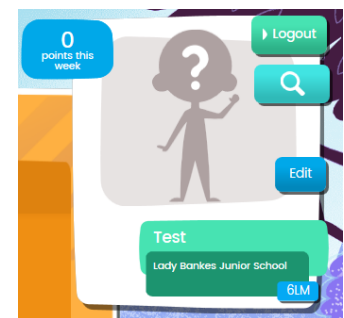 0
points this
week
Logout
?
Edit
Test
Lady Bankes Junior School
6LM